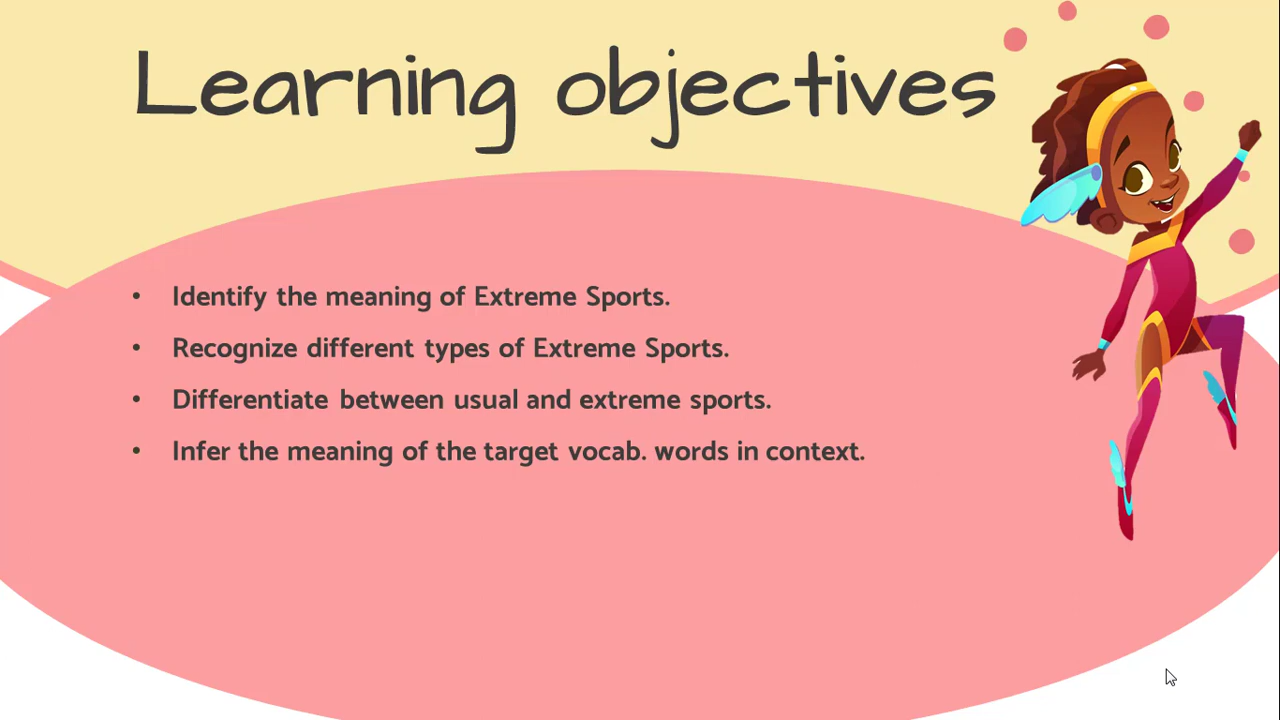 Learning objectives
• Identify the meaning of Extreme Sports.
• Recognize different types of Extreme Sports.
• Differentiate between usual and extreme sports.
• Infer the meaning of the target vocab. words in context.